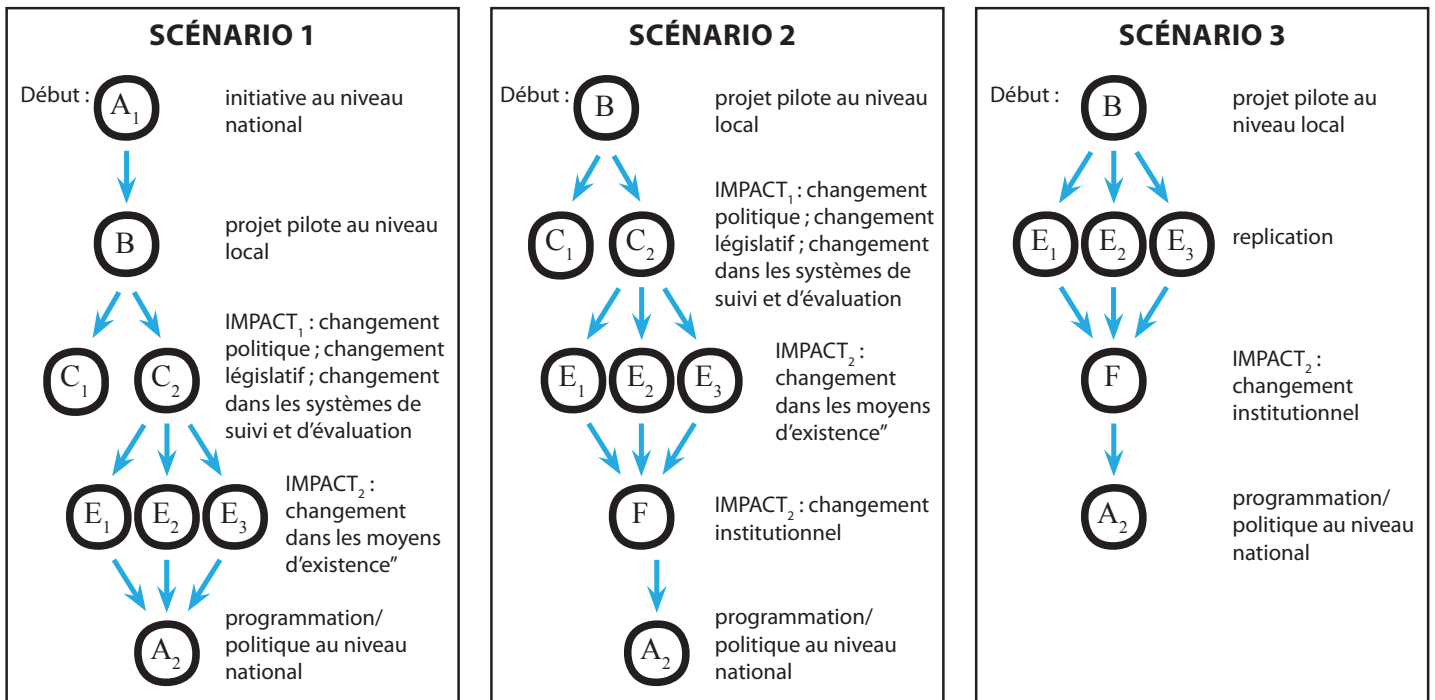 SCÉNARIO 1
Début :
A1
initiative au niveau
national
B
projet pilote au niveau
local
IMPACT1 : changement
politique ; changement
législatif ; changement
dans les systèmes de
suivi et d'évaluation
C1
C2
IMPACT2 :
changement
dans les moyens
d'existence"
E1
E2
E3
programmation/
politique au niveau
national
A2
SCÉNARIO 2
Début :
B
projet pilote au niveau
local
IMPACT1 : changement
politique ; changement
législatif ; changement
dans les systèmes de
suivi et d'évaluation
C1
C2
IMPACT2 :
changement
dans les moyens
d'existence"
E1
E2
E3
F
IMPACT2 : changement
institutionnel
programmation/
politique au niveau
national
A2
SCÉNARIO 3
Début :
B
projet pilote au
niveau local
E1
E2
E3
replication
F
IMPACT2 :
changement
institutionnel
A2
programmation/
politique au niveau
national